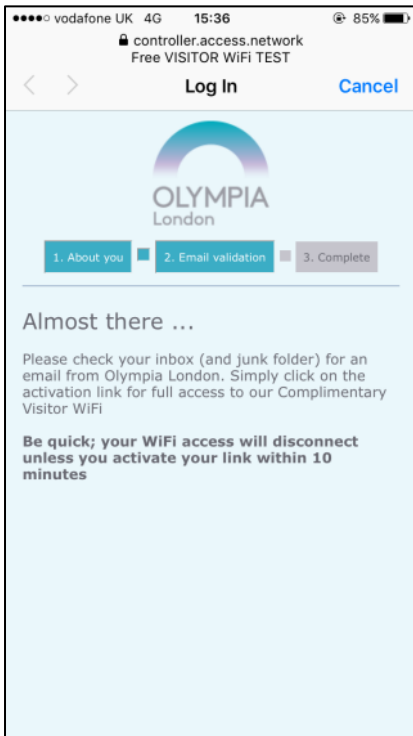 vodafone UK 4G 15:36 85%
controller.access.network
Free VISITOR WiFi TEST
Log In Cancel
OLYMPIA
London
1. About you 2. Email validation 3. Complete
Almost there ...
Please check your inbox (and junk folder) for an
email from Olympia London. Simply click on the
activation link for full access to our Complimentary
Visitor WiFi
Be quick; your WiFi access will disconnect
unless you activate your link within 10
minutes